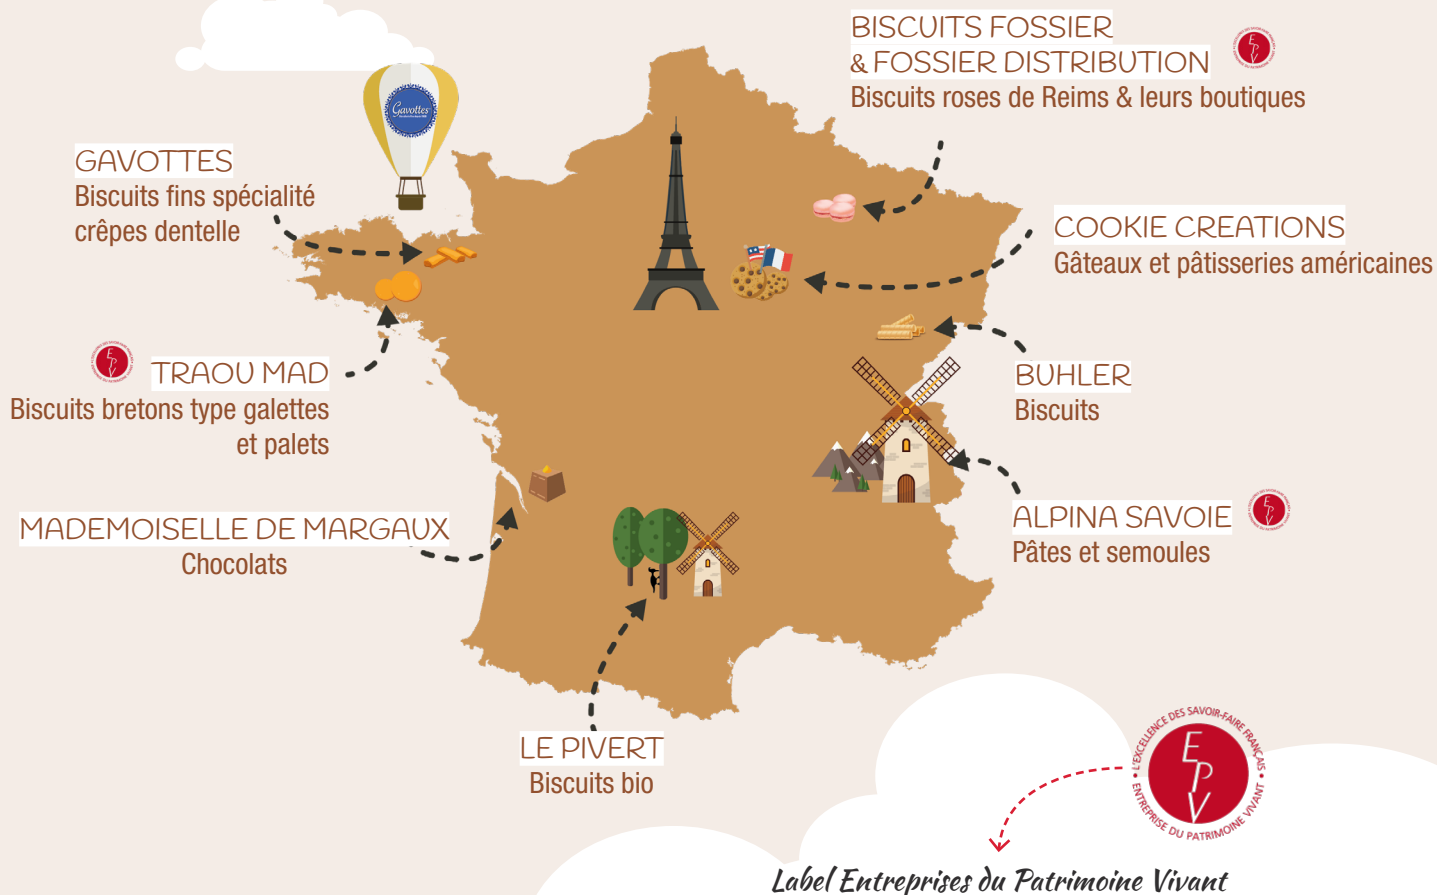 BISCUITS FOSSIER
& FOSSIER DISTRIBUTION
Biscuits roses de Reims & leurs boutiques
Gavottes
GAVOTTES
Biscuits fins spécialité
crêpes dentelle
COOKIE CREATIONS
Gâteaux et pâtisseries américaines
TRAOU MAD
Biscuits bretons type galettes
et palets
BUHLER
Biscuits
MADEMOISELLE DE MARGAUX
Chocolats
ALPINA SAVOIE
Pâtes et semoules
LE PIVERT
Biscuits bio
L'EXCELLENCE DES SAVOIR-FAIRE FRANÇAIS
EPV
ENTREPRISE DU PATRIMOINE VIVANT
Label Entreprises du Patrimoine Vivant